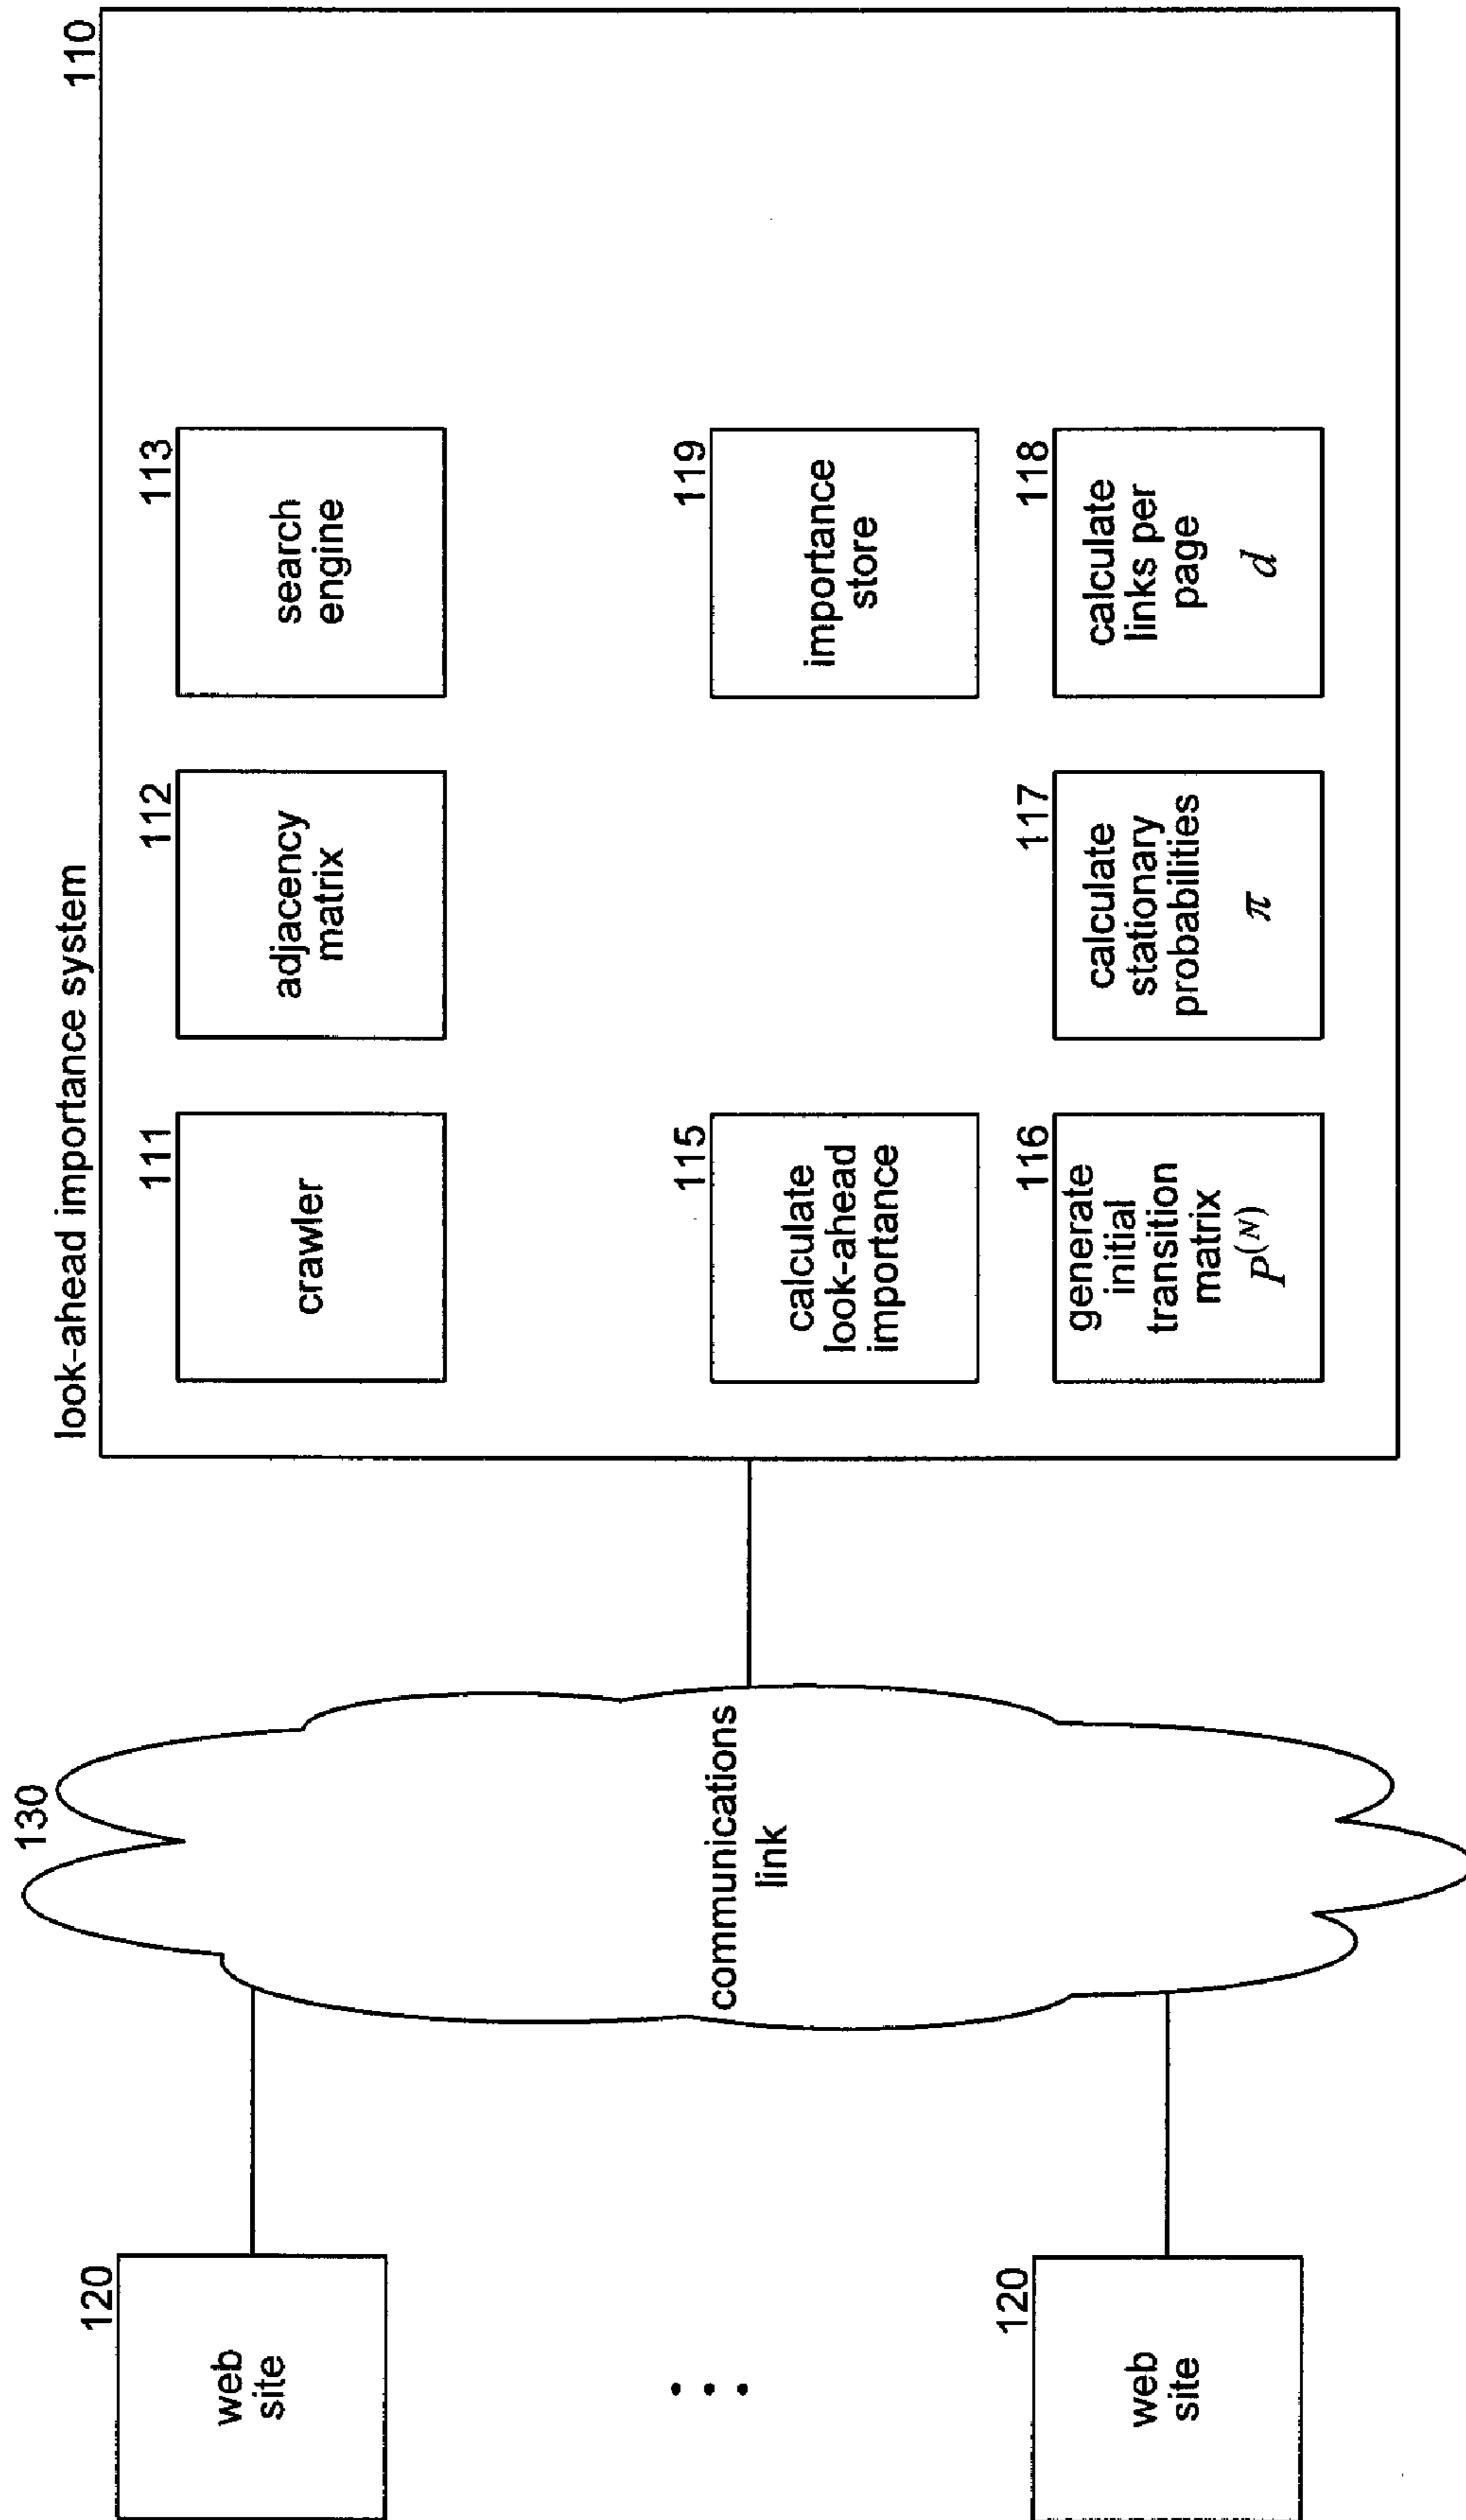 look-ahead importance system
110
111
crawler
112
adjacency
matrix
113
search
engine
115
calculate
look-ahead
importance
119
importance
store
116
generate
initial
transition
matrix
P(N)
117
calculate
stationary
probabilities
π
118
calculate
links per
page
d
130
communications
link
120
web
site
120
web
site